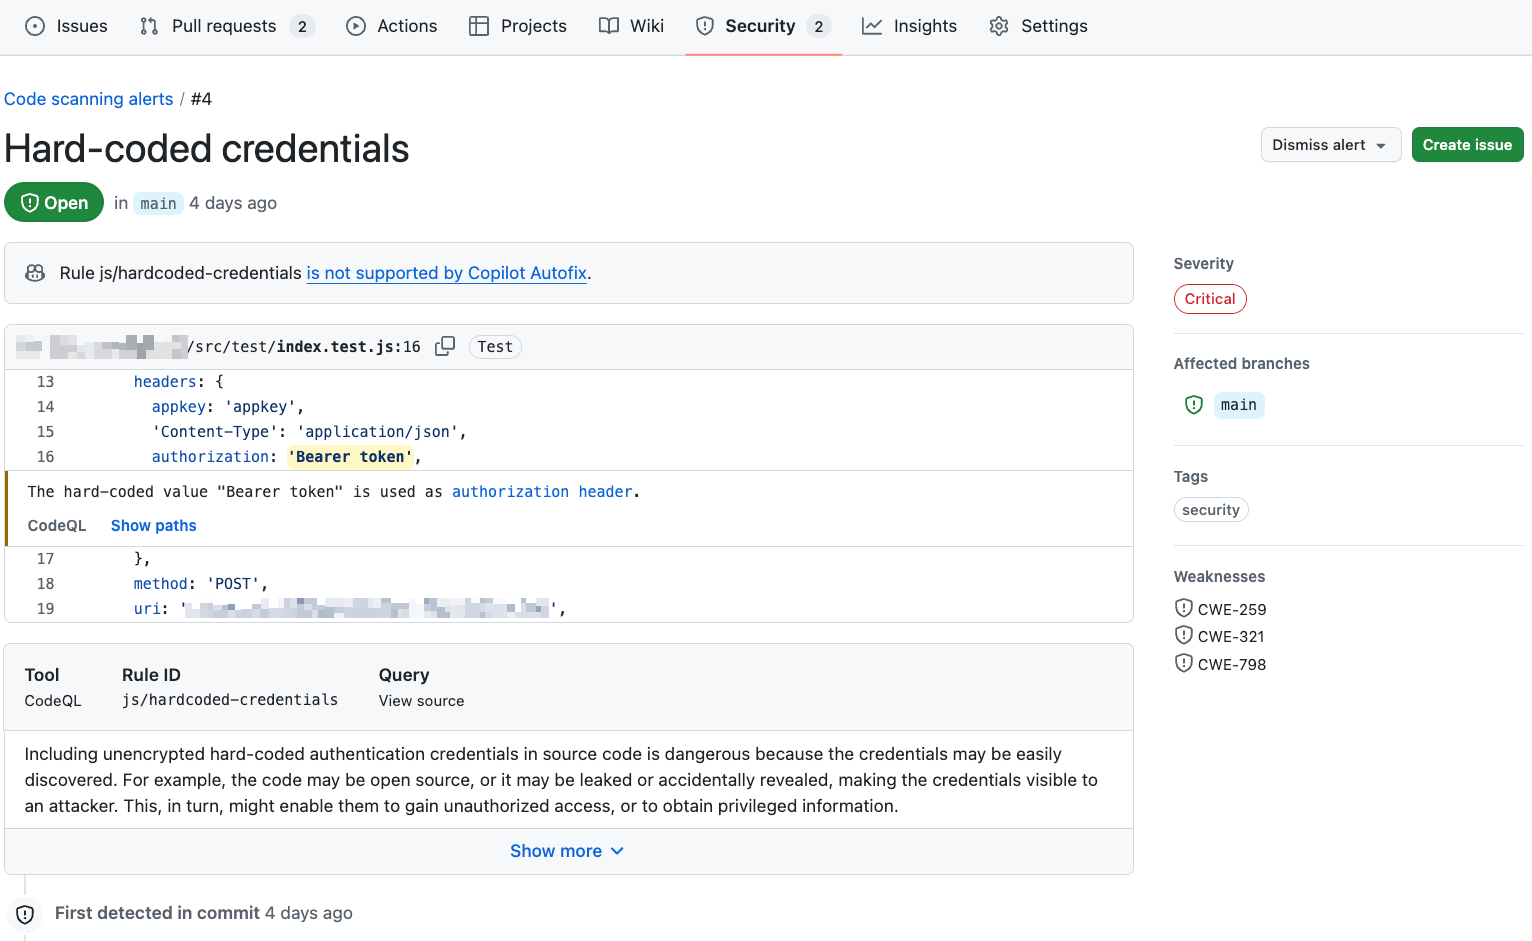 Issues Pull requests 2 Actions Projects Wiki Security 2 Insights Settings
Code scanning alerts / #4
Hard-coded credentials
Dismiss alert Create issue
Open in main 4 days ago
Rule js/hardcoded-credentials is not supported by Copilot Autofix.
/src/test/index.test.js:16 Test
13 headers: {
14 appkey: 'appkey',
15 'Content-Type': 'application/json',
16 authorization: 'Bearer token',
The hard-coded value "Bearer token" is used as authorization header.
CodeQL Show paths
17 },
18 method: 'POST',
19 uri: ' ',
Tool Rule ID Query
CodeQL js/hardcoded-credentials View source
Including unencrypted hard-coded authentication credentials in source code is dangerous because the credentials may be easily
discovered. For example, the code may be open source, or it may be leaked or accidentally revealed, making the credentials visible to
an attacker. This, in turn, might enable them to gain unauthorized access, or to obtain privileged information.
Show more
First detected in commit 4 days ago
Severity
Critical
Affected branches
main
Tags
security
Weaknesses
CWE-259
CWE-321
CWE-798